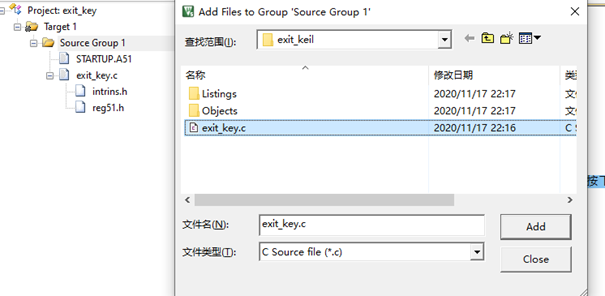 Project: exit_key
Target 1
Source Group 1
STARTUP.A51
exit_key.c
intrins.h
reg51.h
Add Files to Group 'Source Group 1'
查找范围(I):
exit_keil
名称
修改日期
Listings
2020/11/17 22:17
文件
Objects
2020/11/17 22:17
文件
exit_key.c
2020/11/17 22:16
C S
文件名(N):
exit_key.c
Add
文件类型(T):
C Source file (*.c)
Close
按下